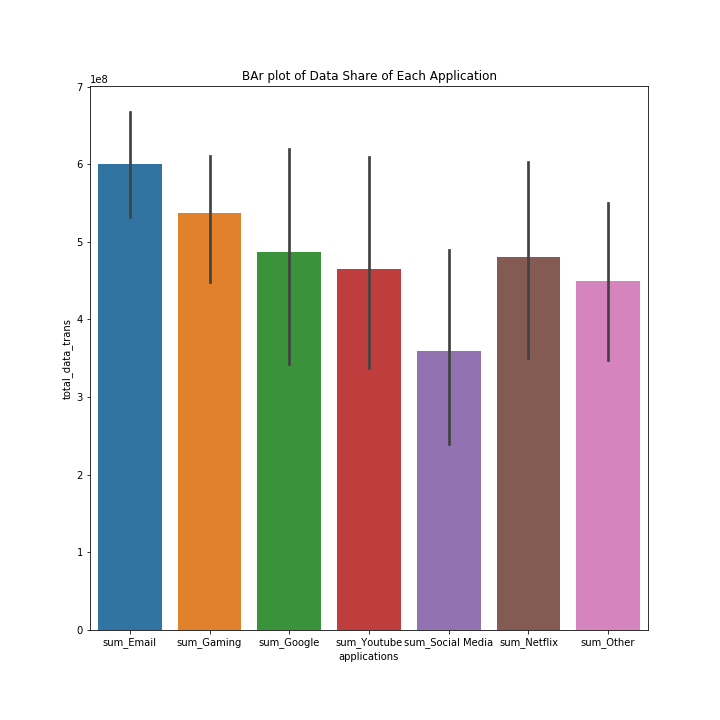 BAr plot of Data Share of Each Application
1e8
7
6
5
4
3
2
1
0
total_data_trans
sum_Email sum_Gaming sum_Google sum_Youtube sum_Social Media sum_Netflix sum_Other
applications